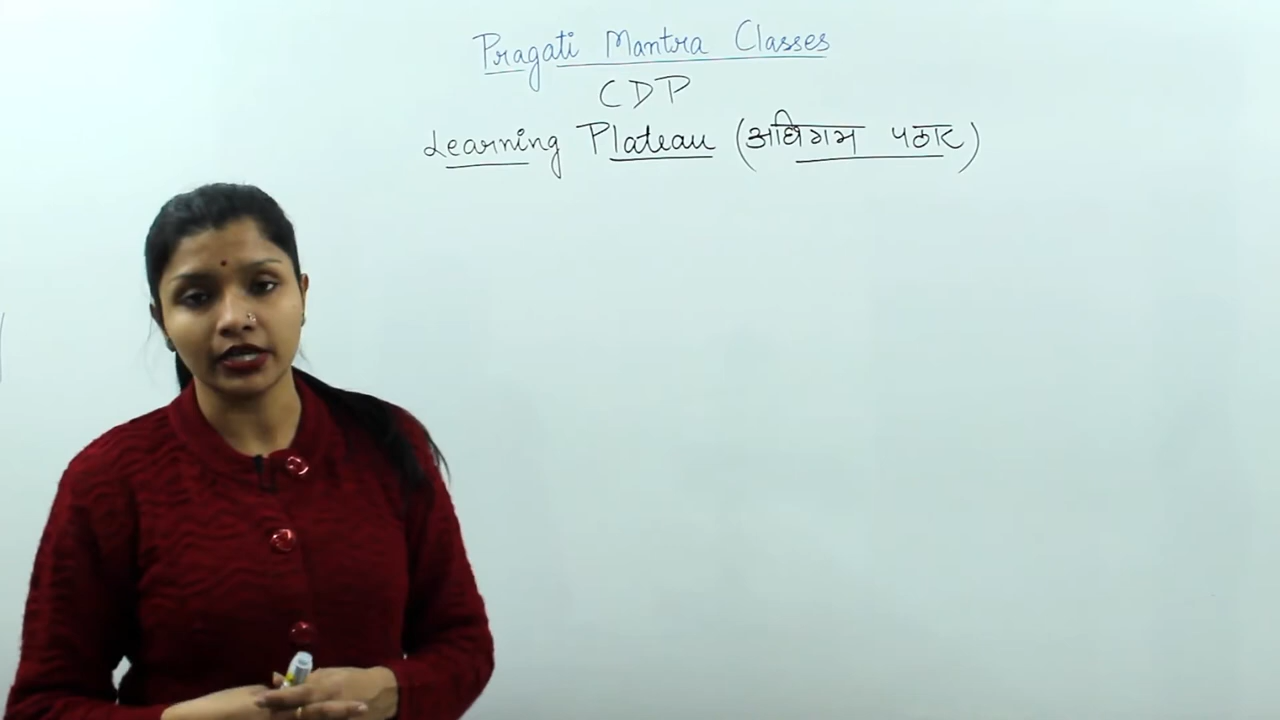 Pragati Mantra Classes
CDP
Learning Plateau (अधिगम पठार)